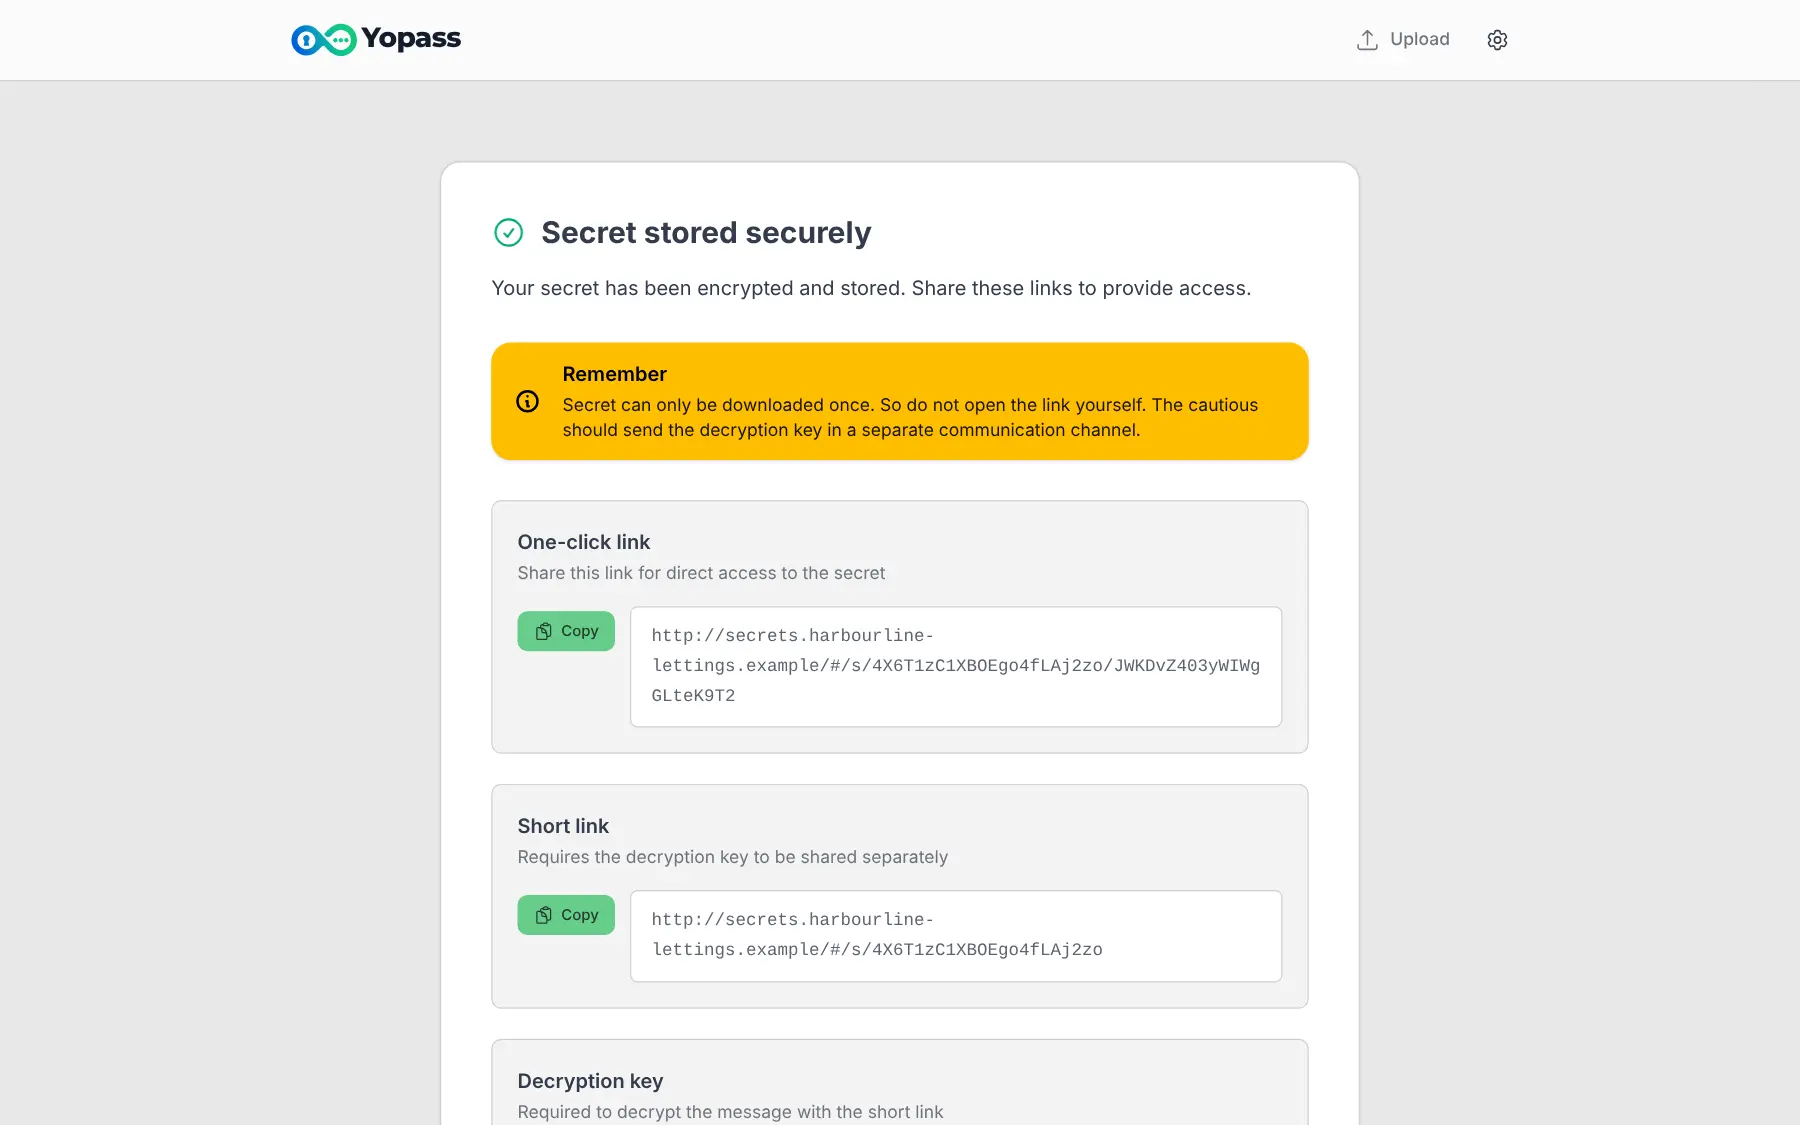 Yopass
Upload
Secret stored securely
Your secret has been encrypted and stored. Share these links to provide access.
Remember
Secret can only be downloaded once. So do not open the link yourself. The cautious
should send the decryption key in a separate communication channel.
One-click link
Share this link for direct access to the secret
Copy
http://secrets.harbourline-
lettings.example/#/s/4X6T1zC1XBOEgo4fLAj2zo/JWKDvZ403yWIWg
GLteK9T2
Short link
Requires the decryption key to be shared separately
Copy
http://secrets.harbourline-
lettings.example/#/s/4X6T1zC1XBOEgo4fLAj2zo
Decryption key
Required to decrypt the message with the short link